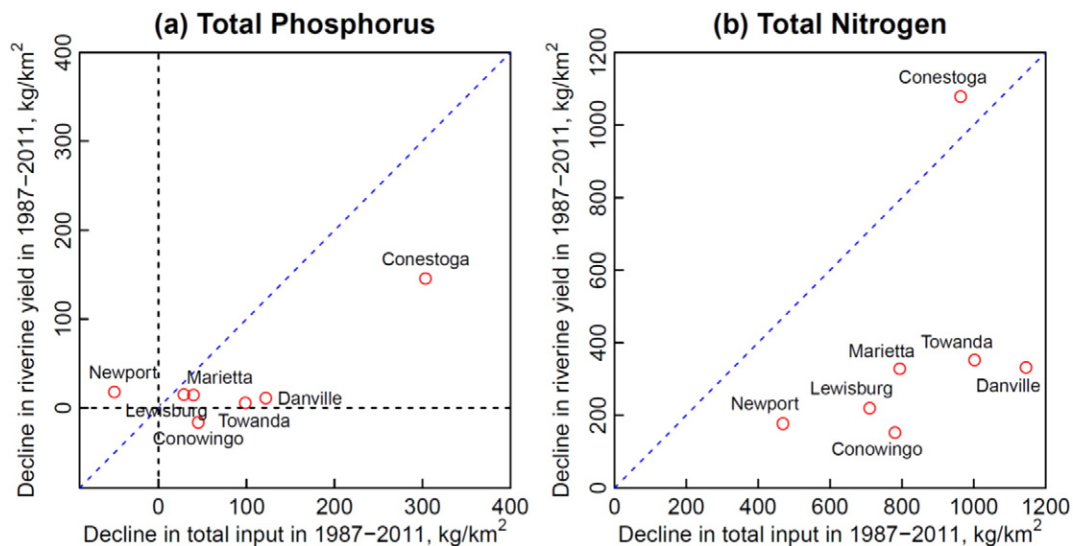 (a) Total Phosphorus
Decline in riverine yield in 1987−2011, kg/km2
400
300
200
100
0
Conestoga
Newport
Marietta
Lewisburg
Danville
Towanda
Conowingo
0 100 200 300 400
Decline in total input in 1987−2011, kg/km2
(b) Total Nitrogen
Decline in riverine yield in 1987−2011, kg/km2
1200
1000
800
600
400
200
0
Conestoga
Towanda
Marietta
Danville
Lewisburg
Newport
Conowingo
0 200 400 600 800 1000 1200
Decline in total input in 1987−2011, kg/km2